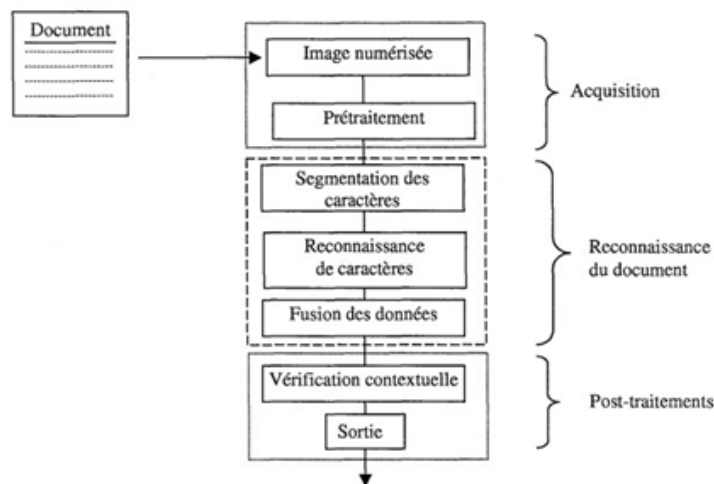 Document
Image numérisée
Prétraitement
Acquisition
Segmentation des
caractères
Reconnaissance
de caractères
Fusion des données
Reconnaissance
du document
Vérification contextuelle
Sortie
Post-traitements